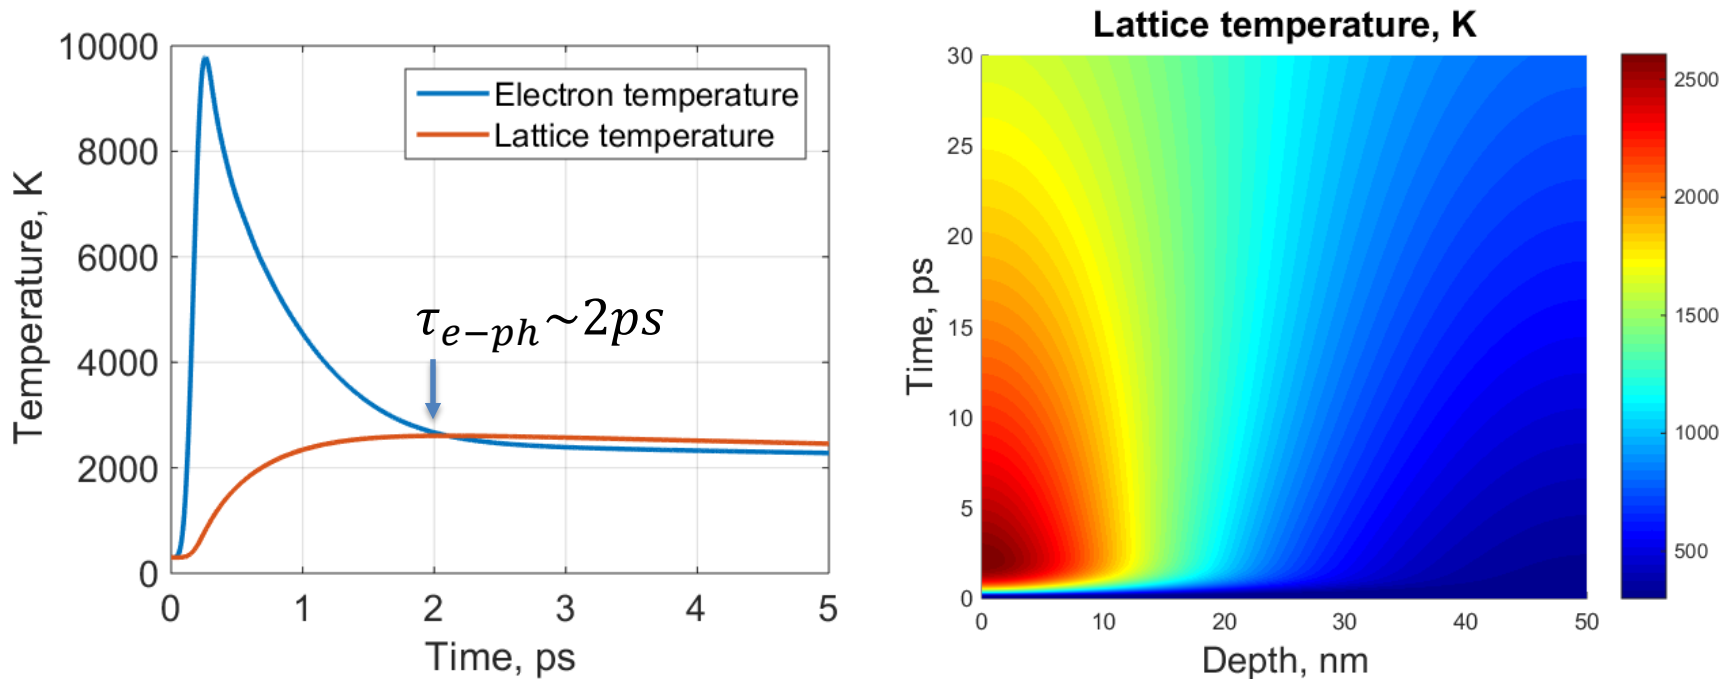 10000
8000
6000
4000
2000
0
0 1 2 3 4 5
Temperature, K
Time, ps
Electron temperature
Lattice temperature
τe−ph~2ps
Lattice temperature, K
30
25
20
15
10
5
0
0 10 20 30 40 50
Time, ps
Depth, nm
2500
2000
1500
1000
500